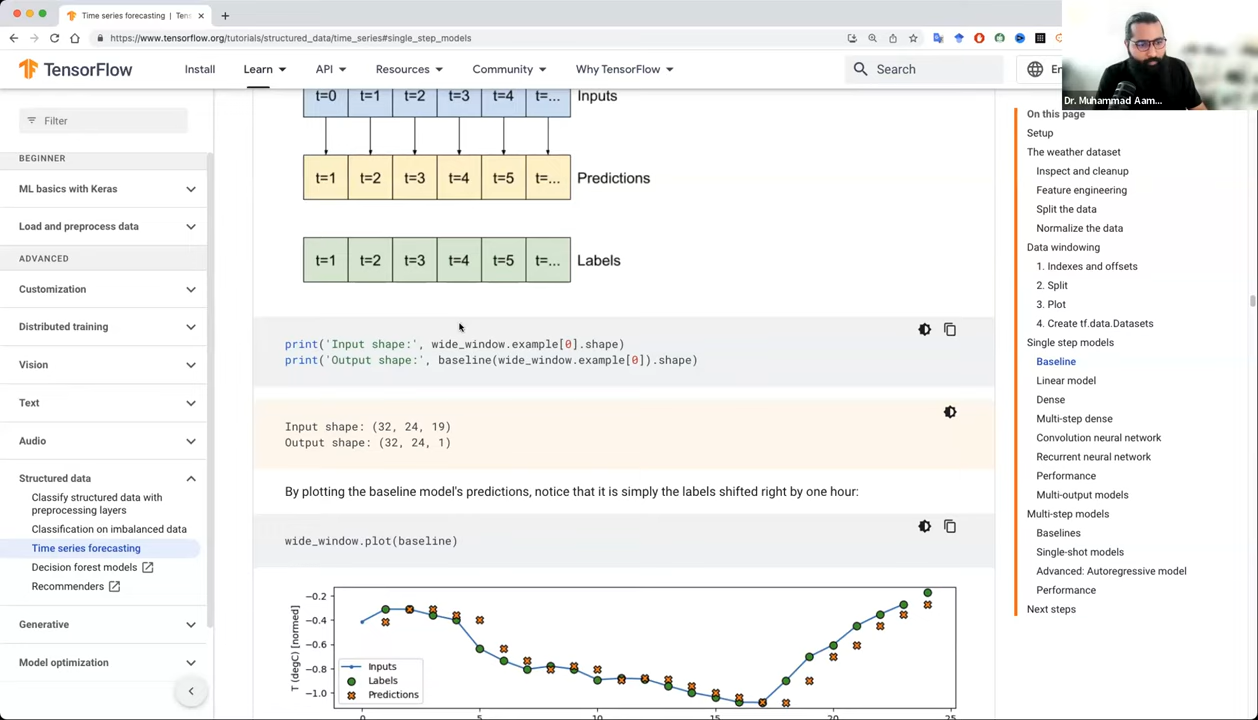 Time series forecasting | Tens
https://www.tensorflow.org/tutorials/structured_data/time_series#single_step_models
TensorFlow
Install
Learn
API
Resources
Community
Why TensorFlow
Search
En
Dr. Muhammad Aam...
Filter
BEGINNER
ML basics with Keras
Load and preprocess data
ADVANCED
Customization
Distributed training
Vision
Text
Audio
Structured data
Classify structured data with
preprocessing layers
Classification on imbalanced data
Time series forecasting
Decision forest models
Recommenders
Generative
Model optimization
t=0 t=1 t=2 t=3 t=4 t=... Inputs
t=1 t=2 t=3 t=4 t=5 t=... Predictions
t=1 t=2 t=3 t=4 t=5 t=... Labels
print('Input shape:', wide_window.example[0].shape)
print('Output shape:', baseline(wide_window.example[0]).shape)
Input shape: (32, 24, 19)
Output shape: (32, 24, 1)
By plotting the baseline model's predictions, notice that it is simply the labels shifted right by one hour:
wide_window.plot(baseline)
T (degC) [normed]
−0.2
−0.4
−0.6
−0.8
−1.0
Inputs
Labels
Predictions
0 5 10 15 20 25
On this page
Setup
The weather dataset
Inspect and cleanup
Feature engineering
Split the data
Normalize the data
Data windowing
1. Indexes and offsets
2. Split
3. Plot
4. Create tf.data.Datasets
Single step models
Baseline
Linear model
Dense
Multi-step dense
Convolution neural network
Recurrent neural network
Performance
Multi-output models
Multi-step models
Baselines
Single-shot models
Advanced: Autoregressive model
Performance
Next steps